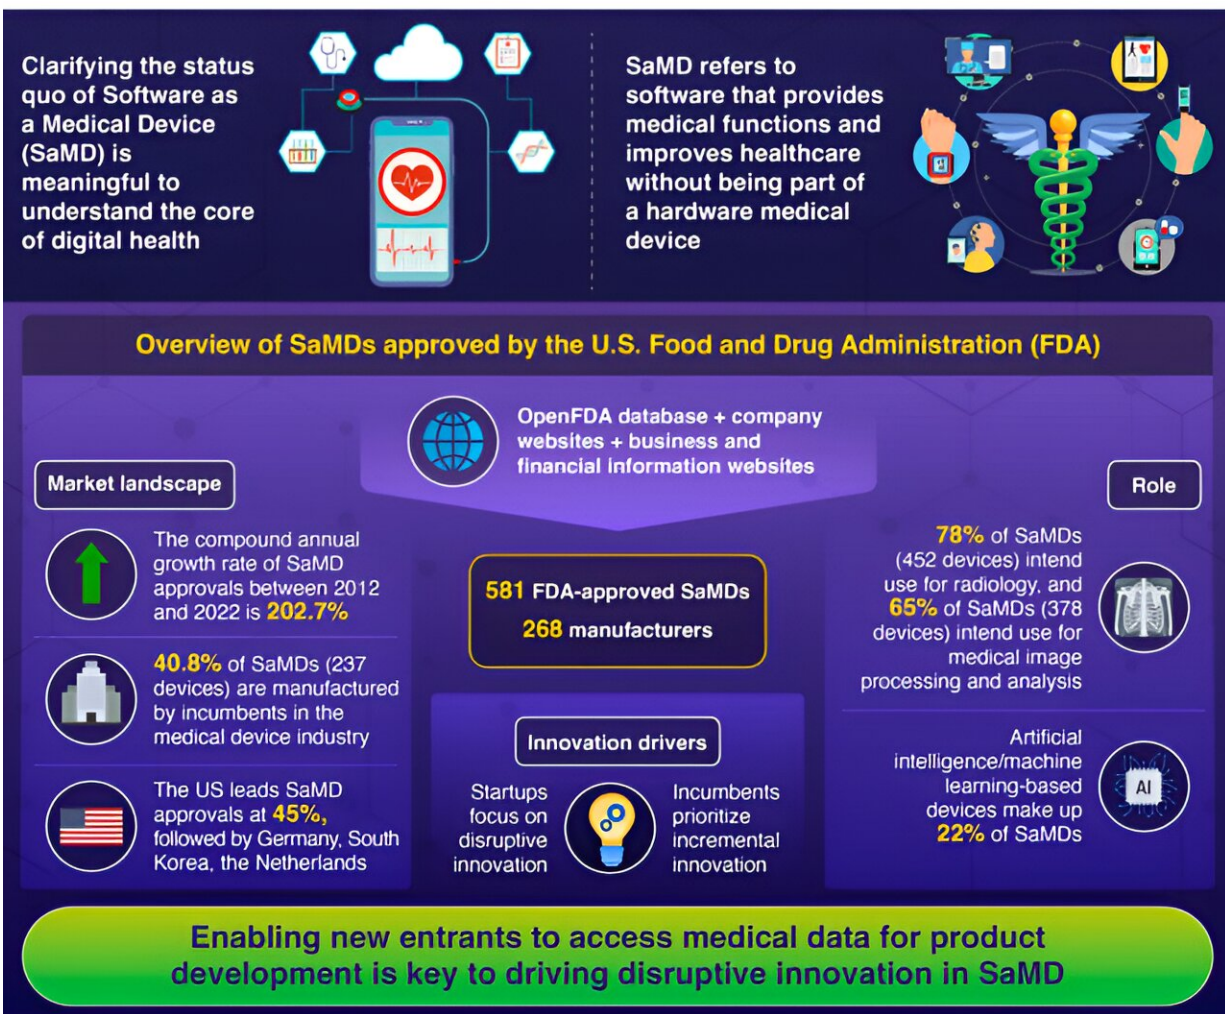 Clarifying the status
quo of Software as
a Medical Device
(SaMD) is
meaningful to
understand the core
of digital health
SaMD refers to
software that provides
medical functions and
improves healthcare
without being part of
a hardware medical
device
Overview of SaMDs approved by the U.S. Food and Drug Administration (FDA)
OpenFDA database + company
websites + business and
financial information websites
Market landscape
The compound annual
growth rate of SaMD
approvals between 2012
and 2022 is 202.7%
40.8% of SaMDs (237
devices) are manufactured
by incumbents in the
medical device industry
The US leads SaMD
approvals at 45%,
followed by Germany, South
Korea, the Netherlands
581 FDA-approved SaMDs
268 manufacturers
Innovation drivers
Startups
focus on
disruptive
innovation
Incumbents
prioritize
incremental
innovation
Role
78% of SaMDs
(452 devices) intend
use for radiology, and
65% of SaMDs (378
devices) intend use for
medical image
processing and analysis
Artificial
intelligence/machine
learning-based
devices make up
22% of SaMDs
AI
Enabling new entrants to access medical data for product
development is key to driving disruptive innovation in SaMD